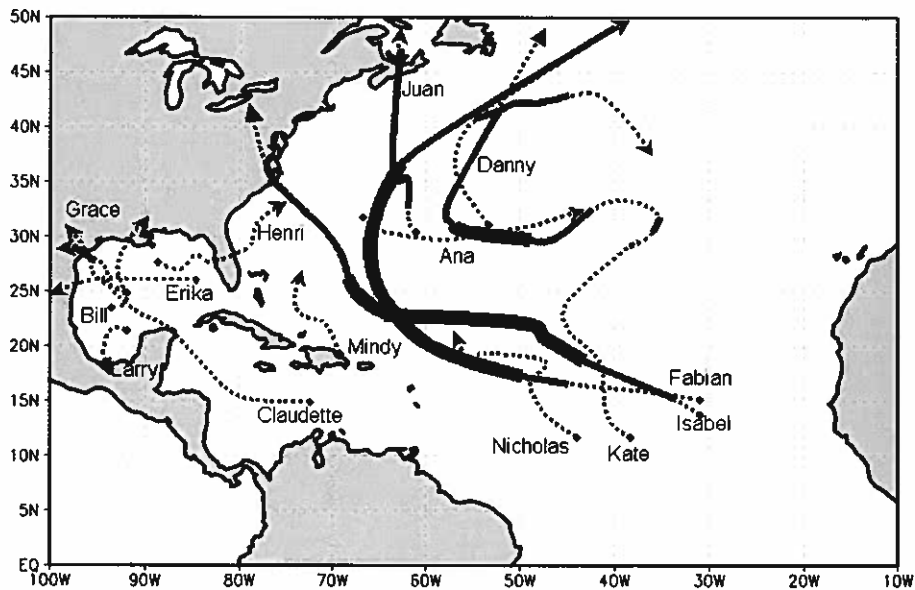 50N
45N
40N
35N
30N
25N
20N
15N
10N
5N
EQ
100W 90W 80W 70W 60W 50W 40W 30W 20W 10W
Juan
Danny
Grace
Henri
Ana
Erika
Bill
Mindy
Larry
Fabian
Claudette
Isabel
Nicholas
Kate